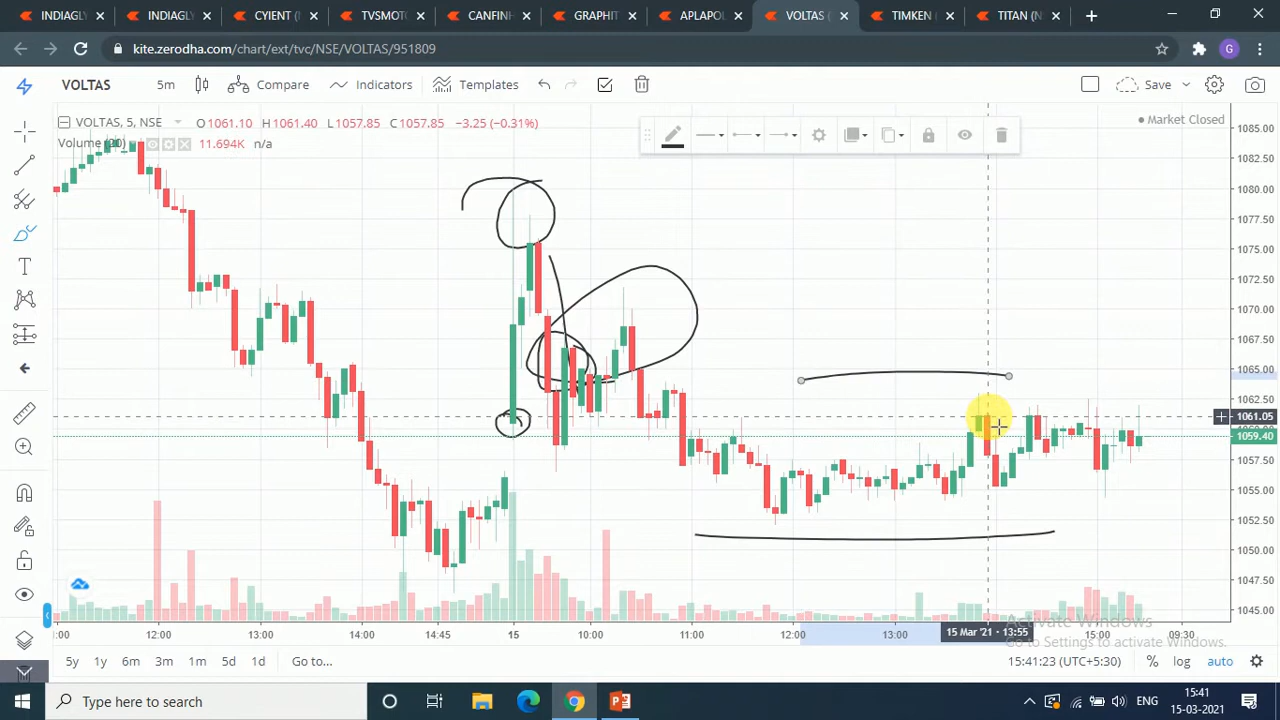 INDIAGLY
INDIAGLY
CYIENT (
TVSMOT
CANFINH
GRAPHIT
APLAPOL
VOLTAS (
TIMKEN (
TITAN (N
kite.zerodha.com/chart/ext/tvc/NSE/VOLTAS/951809
G
VOLTAS
5m
Compare
Indicators
Templates
Save
VOLTAS, 5, NSE
O1061.10 H1061.40 L1057.85 C1057.85 −3.25 (−0.31%)
Market Closed
Volume (20)
11.694K n/a
1085.00
1082.50
1080.00
1077.50
1075.00
1072.50
1070.00
1067.50
1065.00
1062.50
1061.05
1059.40
1057.50
1055.00
1052.50
1050.00
1047.50
1045.00
:00 12:00 13:00 14:00 14:45 15 10:00 11:00 12:00 13:00 15 Mar '21 · 13:55 15:00 09:30
Activate Windows
Go to Settings to activate Windows.
5y 1y 6m 3m 1m 5d 1d Go to...
15:41:23 (UTC+5:30) % log auto
Type here to search
ENG
15:41
15-03-2021